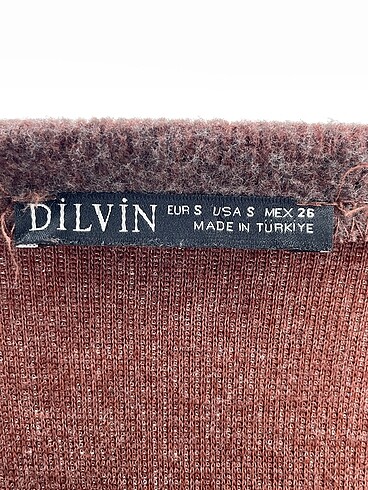 DİLVİN
EUR S USA S MEX 26
MADE IN TÜRKİYE